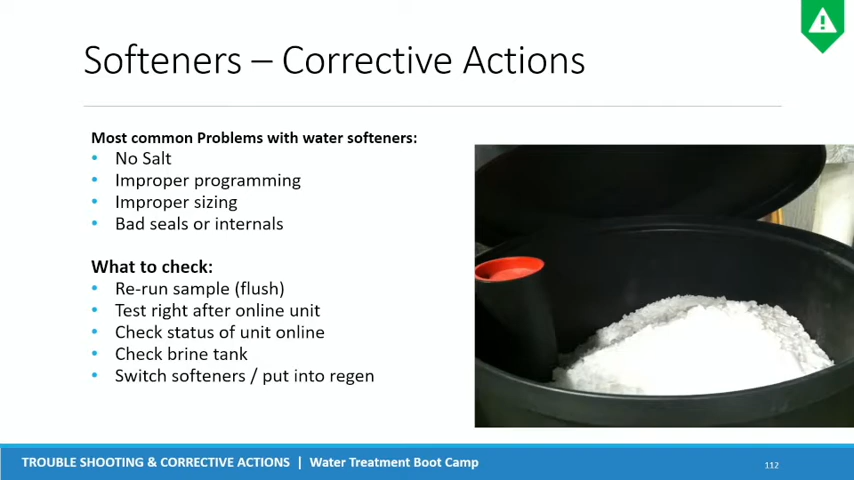 Softeners – Corrective Actions
Most common Problems with water softeners:
• No Salt
• Improper programming
• Improper sizing
• Bad seals or internals
What to check:
• Re-run sample (flush)
• Test right after online unit
• Check status of unit online
• Check brine tank
• Switch softeners / put into regen
TROUBLE SHOOTING & CORRECTIVE ACTIONS | Water Treatment Boot Camp
112